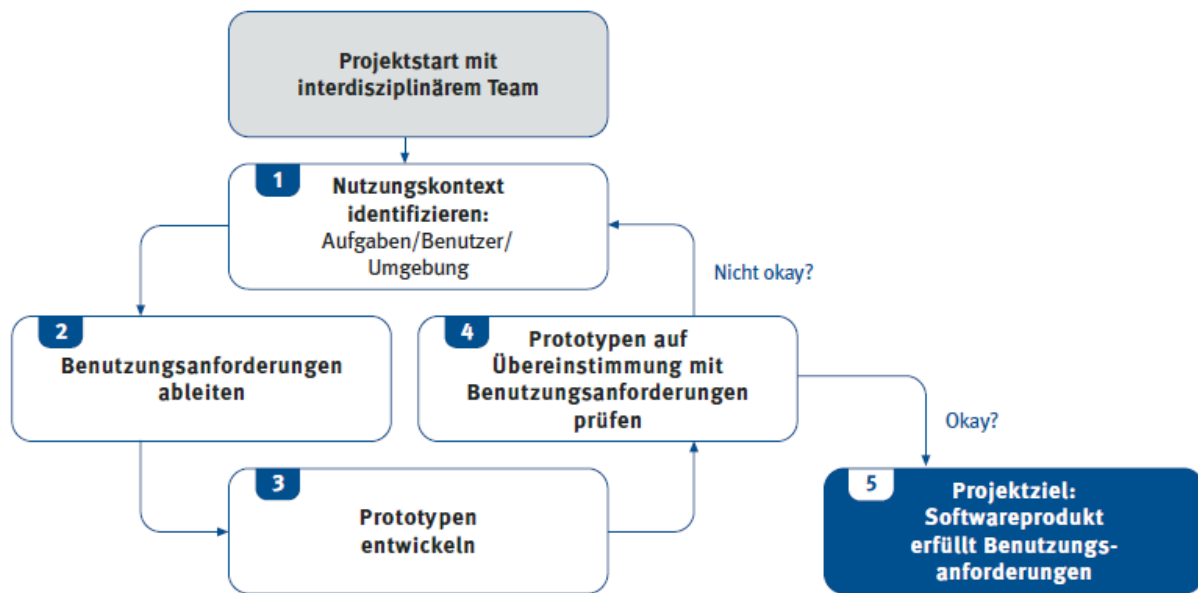 Projektstart mit
interdisziplinärem Team
1
Nutzungskontext
identifizieren:
Aufgaben/Benutzer/
Umgebung
Nicht okay?
2
Benutzungsanforderungen
ableiten
4
Prototypen auf
Übereinstimmung mit
Benutzungsanforderungen
prüfen
Okay?
3
Prototypen
entwickeln
5
Projektziel:
Softwareprodukt
erfüllt Benutzungs-
anforderungen